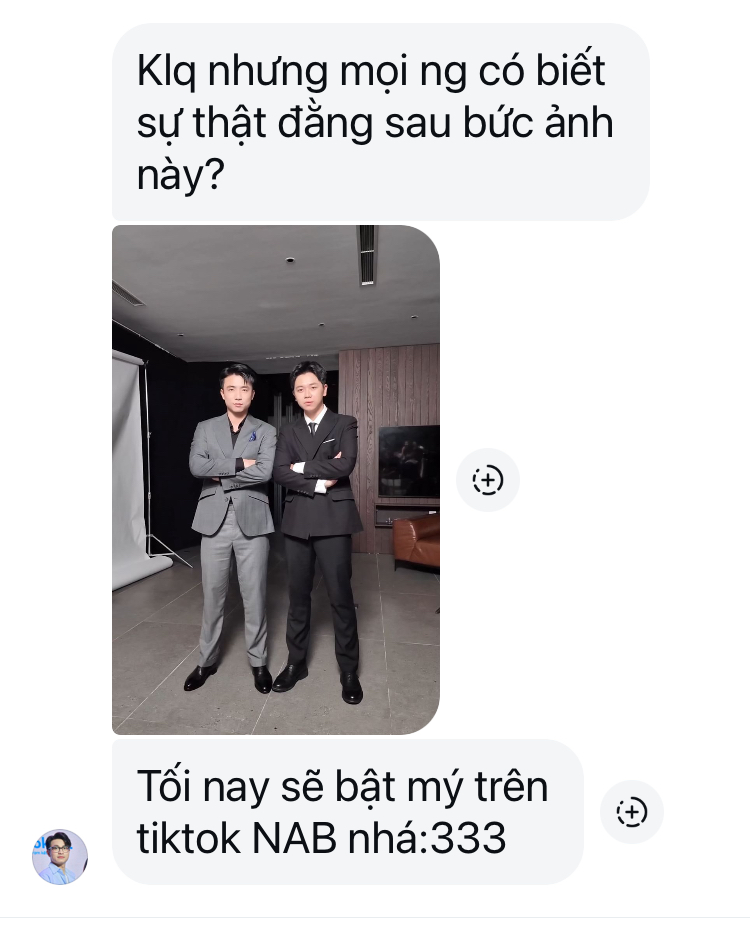 Klq nhưng mọi ng có biết
sự thật đằng sau bức ảnh
này?
Tối nay sẽ bật mý trên
tiktok NAB nhá:333